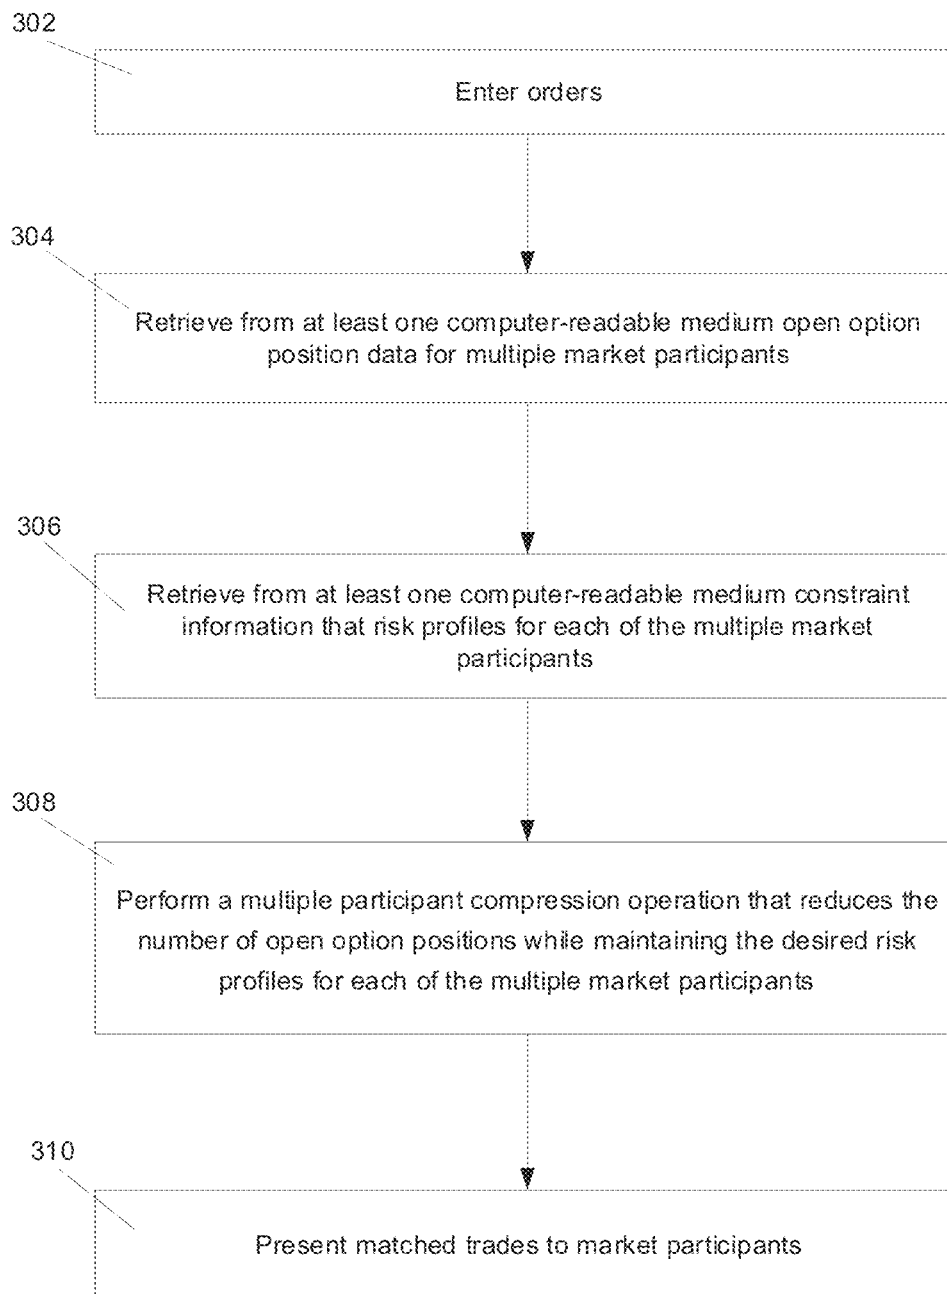 302
Enter orders
304
Retrieve from at least one computer-readable medium open option
position data for multiple market participants
306
Retrieve from at least one computer-readable medium constraint
information that risk profiles for each of the multiple market
participants
308
Perform a multiple participant compression operation that reduces the
number of open option positions while maintaining the desired risk
profiles for each of the multiple market participants
310
Present matched trades to market participants